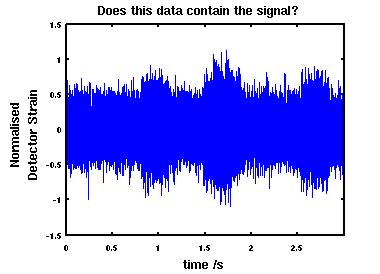 Does this data contain the signal?
1.5
1
0.5
0
-0.5
-1
-1.5
Normalised
Detector Strain
0 0.5 1 1.5 2 2.5
time /s